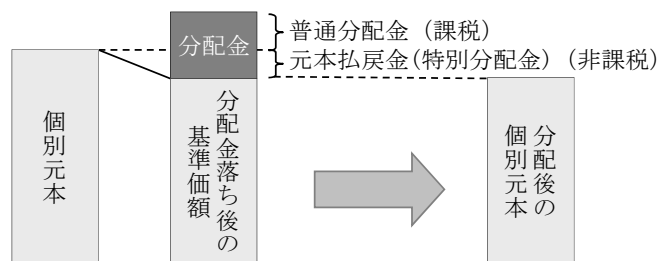 分配金
普通分配金（課税）
元本払戻金（特別分配金）（非課税）
個別元本
分配金落ち後の
基準価額
分配後の
個別元本